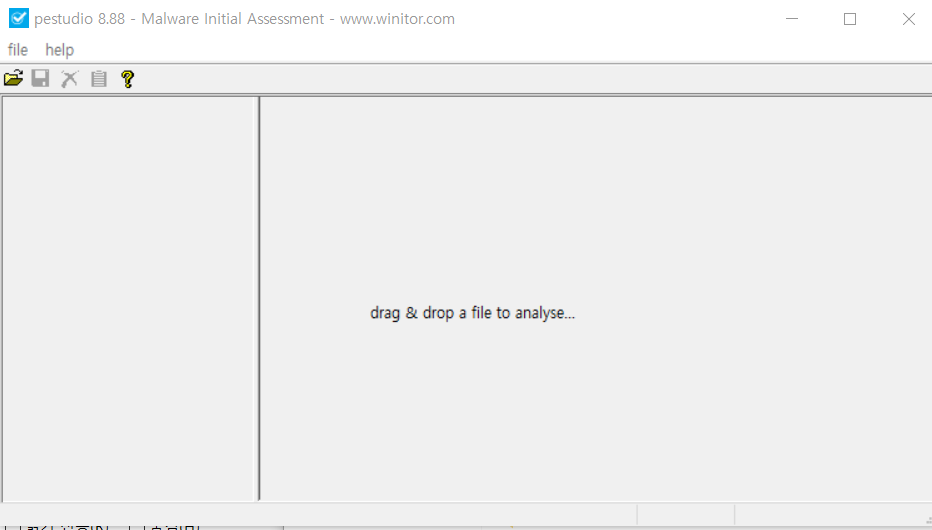 pestudio 8.88 - Malware Initial Assessment - www.winitor.com
file help
drag & drop a file to analyse...